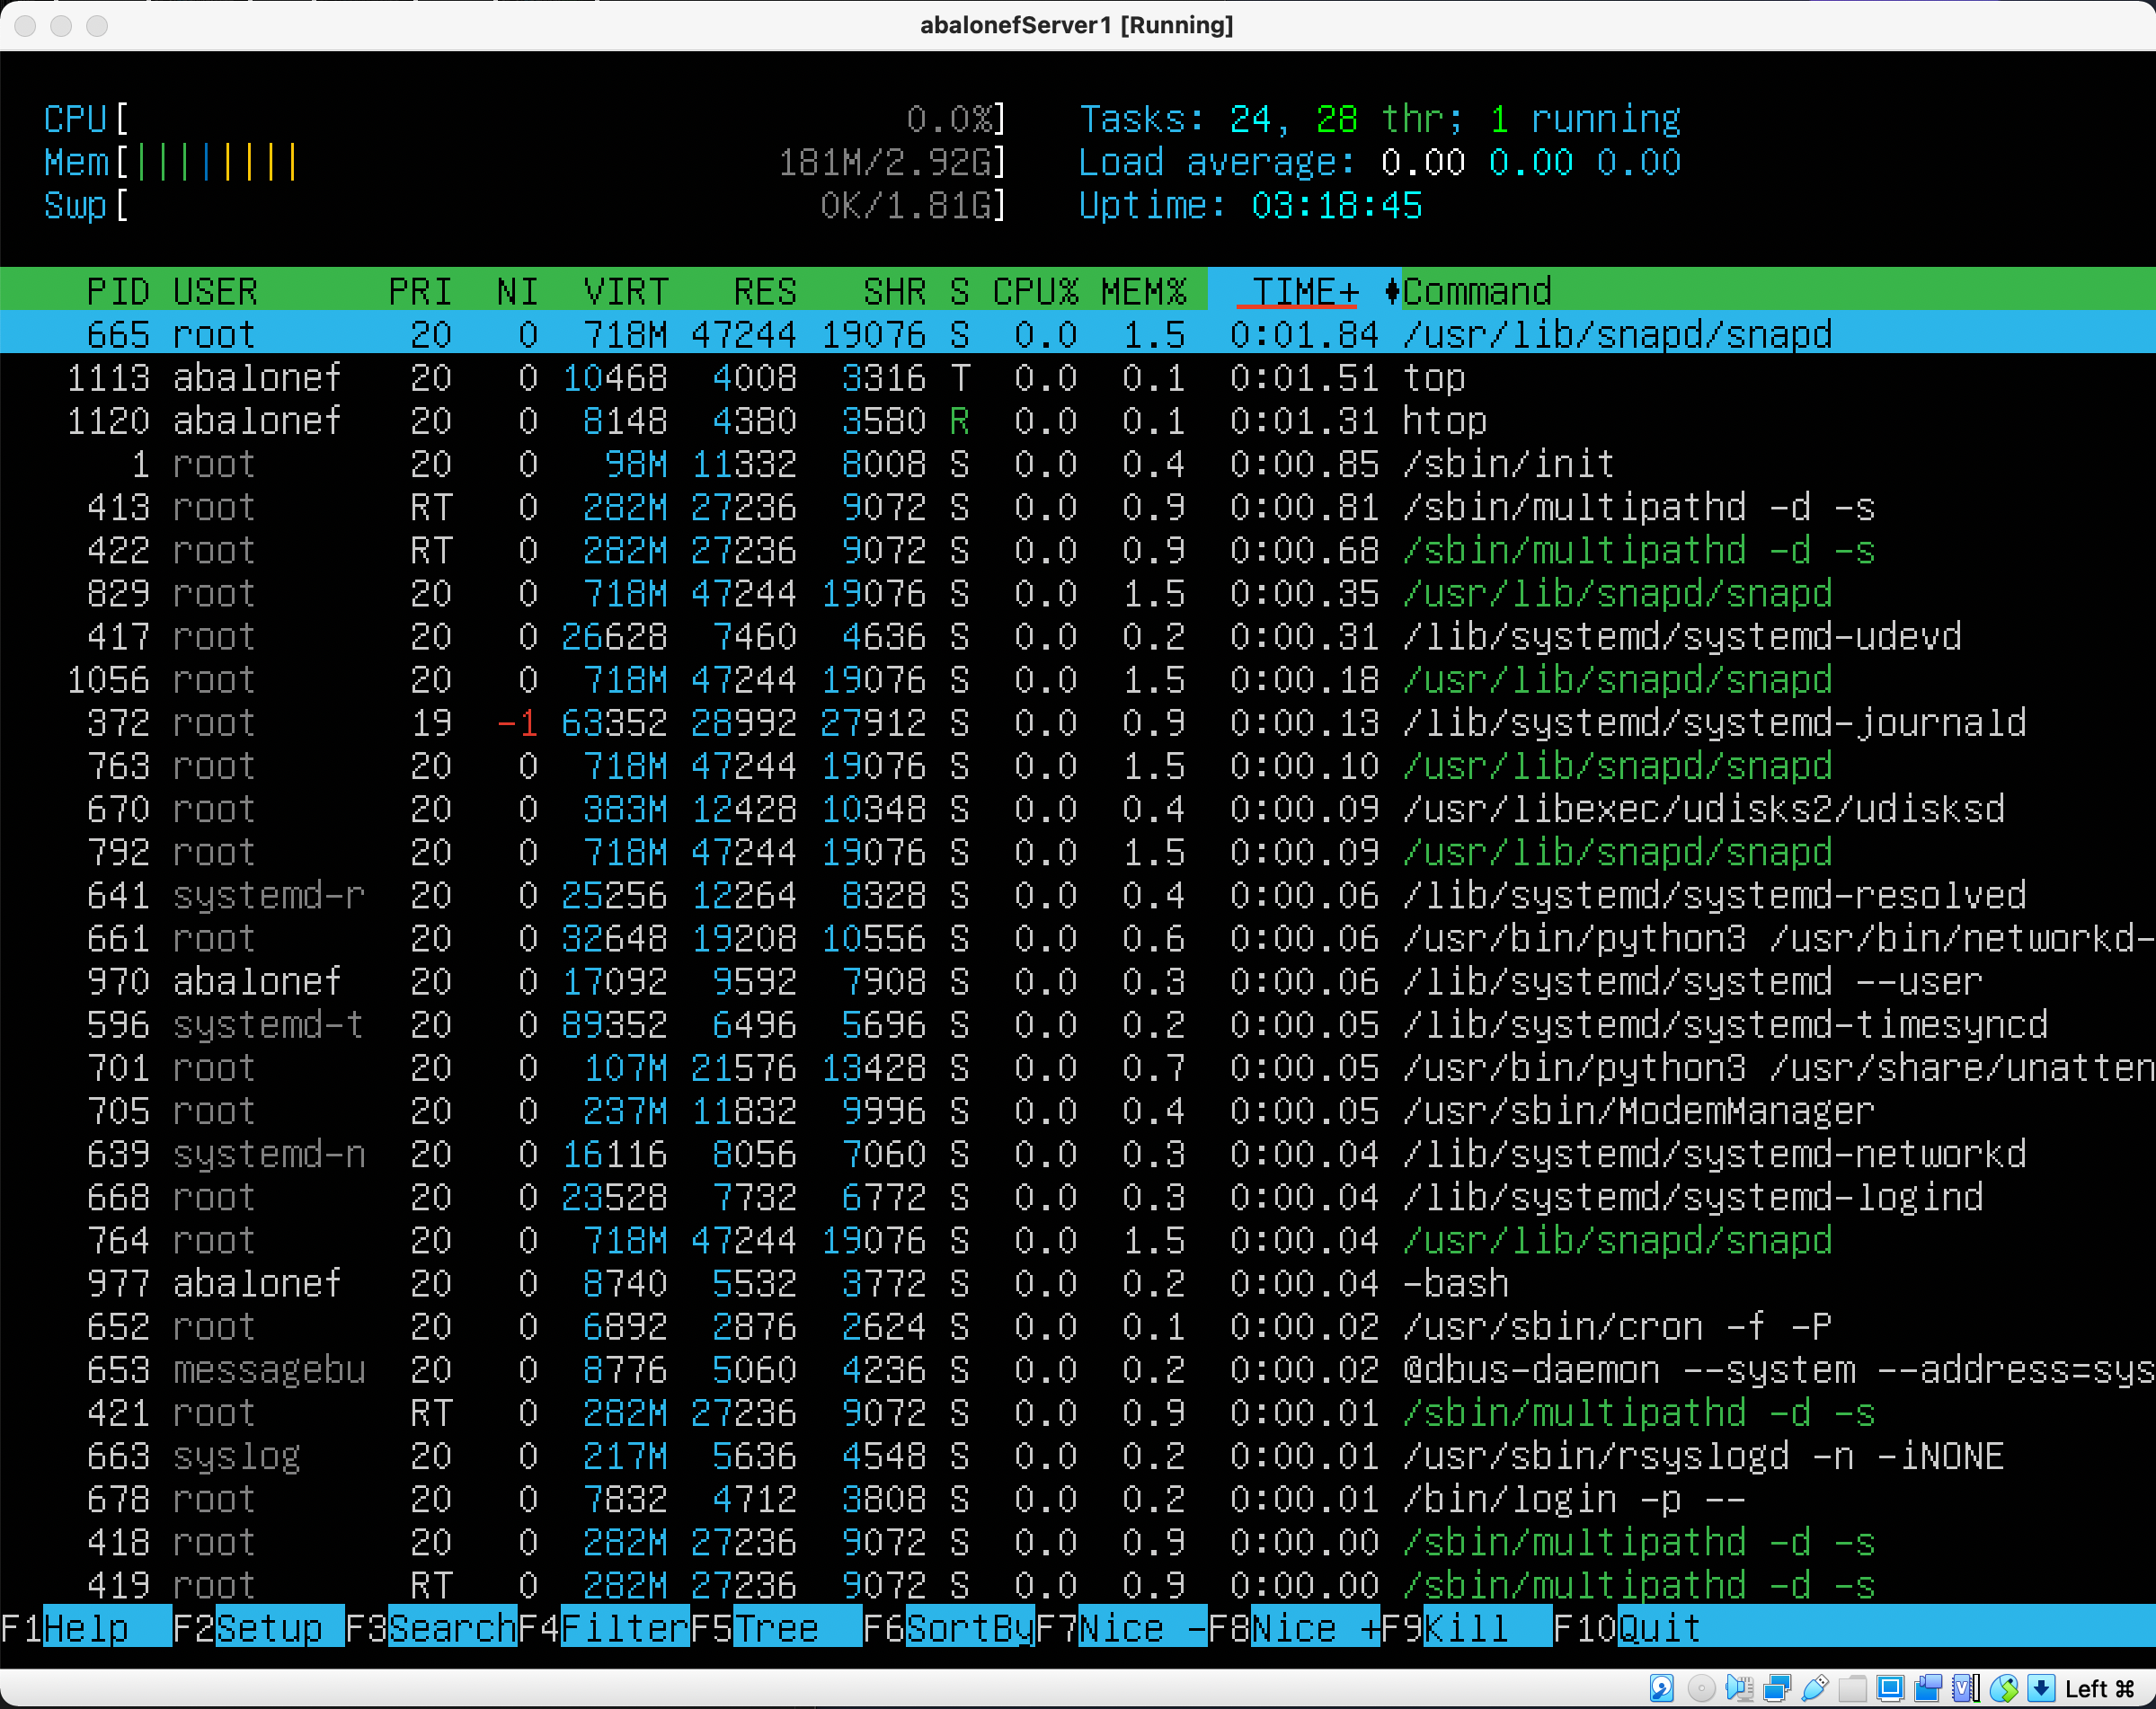 abalonefServer1 [Running]
CPU[ 0.0%] Tasks: 24, 28 thr; 1 running
Mem[||||||||| 181M/2.92G] Load average: 0.00 0.00 0.00
Swp[ 0K/1.81G] Uptime: 03:18:45
PID USER PRI NI VIRT RES SHR S CPU% MEM% TIME+ Command
665 root 20 0 718M 47244 19076 S 0.0 1.5 0:01.84 /usr/lib/snapd/snapd
1113 abalonef 20 0 10468 4008 3316 T 0.0 0.1 0:01.51 top
1120 abalonef 20 0 8148 4380 3580 R 0.0 0.1 0:01.31 htop
1 root 20 0 98M 11332 8008 S 0.0 0.4 0:00.85 /sbin/init
413 root RT 0 282M 27236 9072 S 0.0 0.9 0:00.81 /sbin/multipathd -d -s
422 root RT 0 282M 27236 9072 S 0.0 0.9 0:00.68 /sbin/multipathd -d -s
829 root 20 0 718M 47244 19076 S 0.0 1.5 0:00.35 /usr/lib/snapd/snapd
417 root 20 0 26628 7460 4636 S 0.0 0.2 0:00.31 /lib/systemd/systemd-udevd
1056 root 20 0 718M 47244 19076 S 0.0 1.5 0:00.18 /usr/lib/snapd/snapd
372 root 19 -1 63352 28992 27912 S 0.0 0.9 0:00.13 /lib/systemd/systemd-journald
763 root 20 0 718M 47244 19076 S 0.0 1.5 0:00.10 /usr/lib/snapd/snapd
670 root 20 0 383M 12428 10348 S 0.0 0.4 0:00.09 /usr/libexec/udisks2/udisksd
792 root 20 0 718M 47244 19076 S 0.0 1.5 0:00.09 /usr/lib/snapd/snapd
641 systemd-r 20 0 25256 12264 8328 S 0.0 0.4 0:00.06 /lib/systemd/systemd-resolved
661 root 20 0 32648 19208 10556 S 0.0 0.6 0:00.06 /usr/bin/python3 /usr/bin/networkd-
970 abalonef 20 0 17092 9592 7908 S 0.0 0.3 0:00.06 /lib/systemd/systemd --user
596 systemd-t 20 0 89352 6496 5696 S 0.0 0.2 0:00.05 /lib/systemd/systemd-timesyncd
701 root 20 0 107M 21576 13428 S 0.0 0.7 0:00.05 /usr/bin/python3 /usr/share/unatten
705 root 20 0 237M 11832 9996 S 0.0 0.4 0:00.05 /usr/sbin/ModemManager
639 systemd-n 20 0 16116 8056 7060 S 0.0 0.3 0:00.04 /lib/systemd/systemd-networkd
668 root 20 0 23528 7732 6772 S 0.0 0.3 0:00.04 /lib/systemd/systemd-logind
764 root 20 0 718M 47244 19076 S 0.0 1.5 0:00.04 /usr/lib/snapd/snapd
977 abalonef 20 0 8740 5532 3772 S 0.0 0.2 0:00.04 -bash
652 root 20 0 6892 2876 2624 S 0.0 0.1 0:00.02 /usr/sbin/cron -f -P
653 messagebu 20 0 8776 5060 4236 S 0.0 0.2 0:00.02 @dbus-daemon --system --address=sys
421 root RT 0 282M 27236 9072 S 0.0 0.9 0:00.01 /sbin/multipathd -d -s
663 syslog 20 0 217M 5636 4548 S 0.0 0.2 0:00.01 /usr/sbin/rsyslogd -n -iNONE
678 root 20 0 7832 4712 3808 S 0.0 0.2 0:00.01 /bin/login -p --
418 root 20 0 282M 27236 9072 S 0.0 0.9 0:00.00 /sbin/multipathd -d -s
419 root RT 0 282M 27236 9072 S 0.0 0.9 0:00.00 /sbin/multipathd -d -s
F1Help F2Setup F3SearchF4FilterF5Tree F6SortByF7Nice -F8Nice +F9Kill F10Quit
Left ⌘